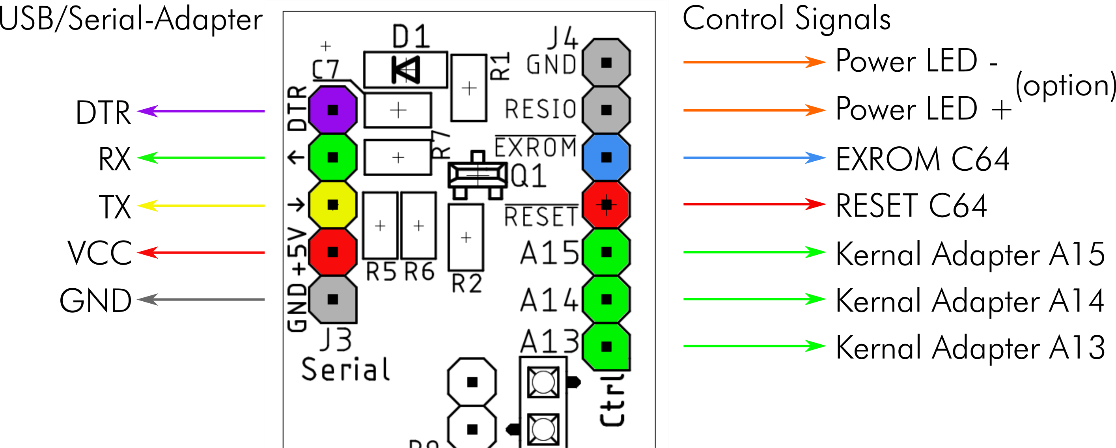 USB/Serial-Adapter
DTR
RX
TX
VCC
GND
D1
C7
R1
DTR
R7
Q1
+5V
GND
R5 R6
R2
J3
Serial
J4
GND
RESIO
EXROM
RESET
A15
A14
A13
Ctrl
Control Signals
Power LED -
(option)
Power LED +
EXROM C64
RESET C64
Kernal Adapter A15
Kernal Adapter A14
Kernal Adapter A13